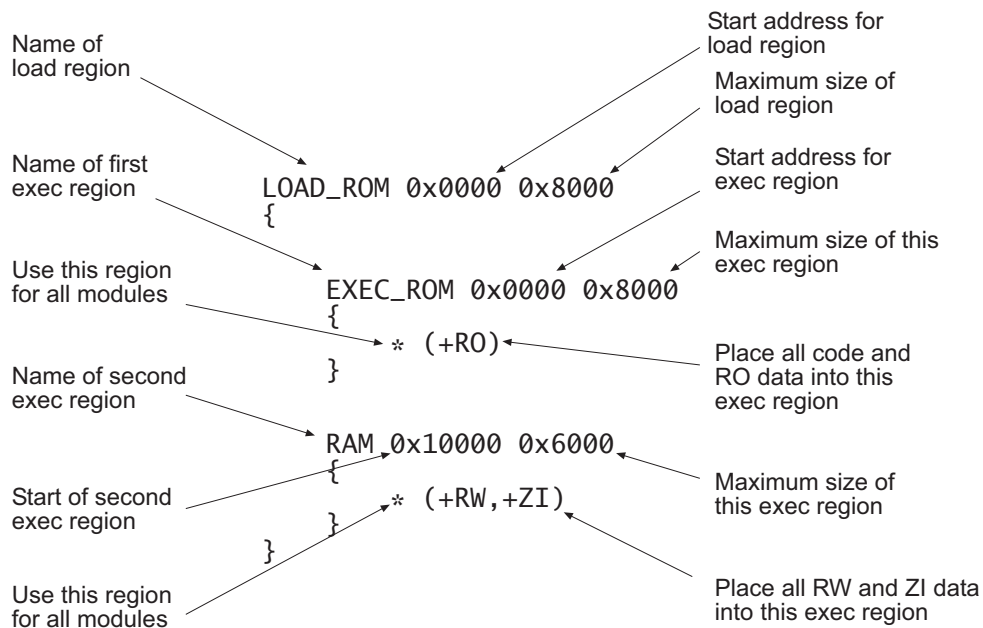 Name of
load region
Start address for
load region
Maximum size of
load region
Name of first
exec region
Start address for
exec region
LOAD_ROM 0x0000 0x8000
{
Maximum size of this
exec region
Use this region
for all modules
EXEC_ROM 0x0000 0x8000
{
* (+RO)
}
Place all code and
RO data into this
exec region
Name of second
exec region
RAM 0x10000 0x6000
{
Start of second
exec region
* (+RW,+ZI)
}
}
Maximum size of
this exec region
Use this region
for all modules
Place all RW and ZI data
into this exec region